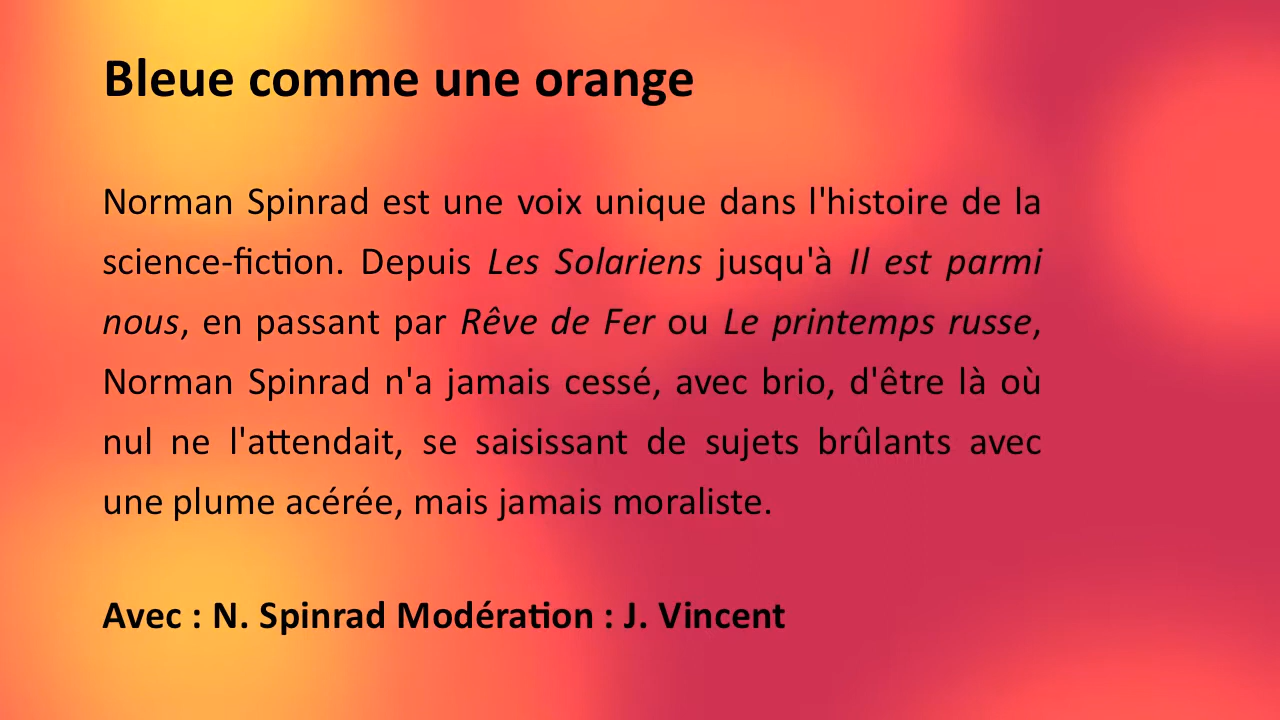 Bleue comme une orange
Norman Spinrad est une voix unique dans l'histoire de la
science-fiction. Depuis Les Solariens jusqu'à Il est parmi
nous, en passant par Rêve de Fer ou Le printemps russe,
Norman Spinrad n'a jamais cessé, avec brio, d'être là où
nul ne l'attendait, se saisissant de sujets brûlants avec
une plume acérée, mais jamais moraliste.
Avec : N. Spinrad Modération : J. Vincent